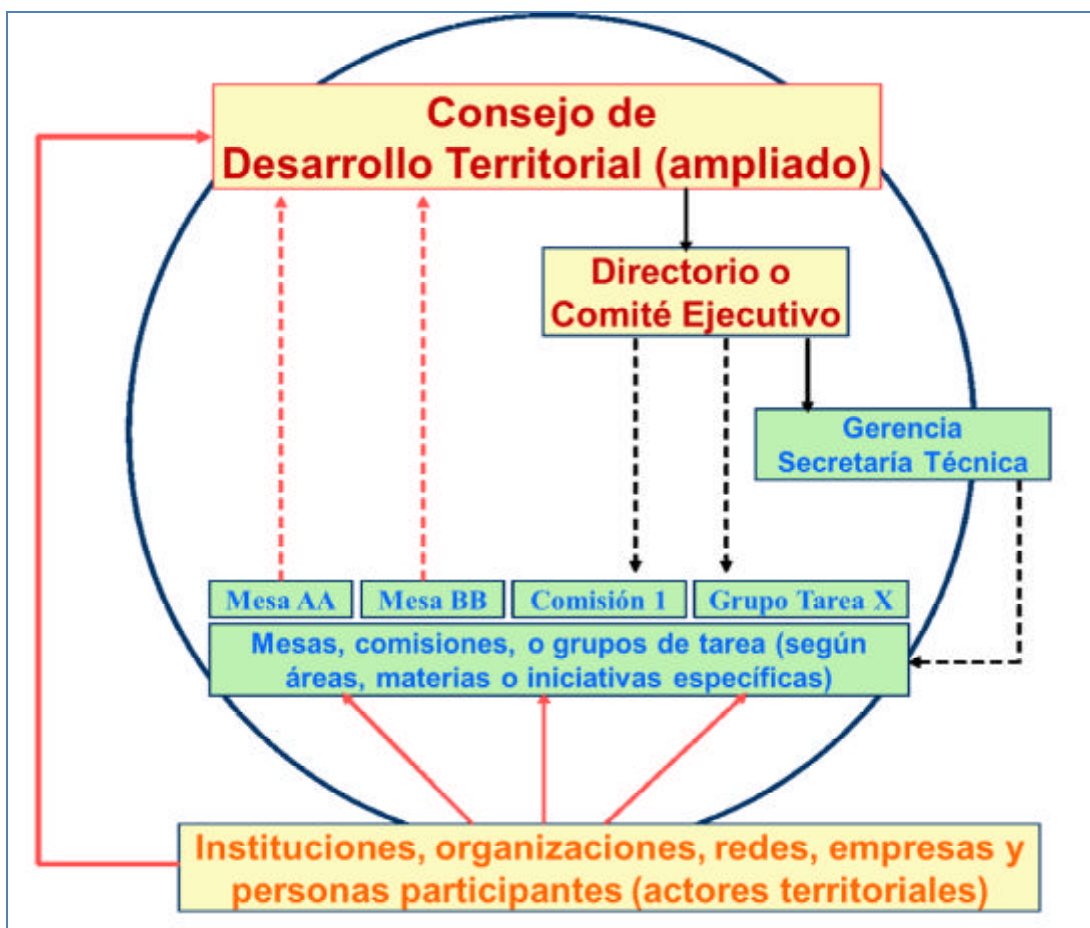 Consejo de
Desarrollo Territorial (ampliado)
Directorio o
Comité Ejecutivo
Gerencia
Secretaría Técnica
Mesa AA
Mesa BB
Comisión 1
Grupo Tarea X
Mesas, comisiones, o grupos de tarea (según
áreas, materias o iniciativas específicas)
Instituciones, organizaciones, redes, empresas y
personas participantes (actores territoriales)